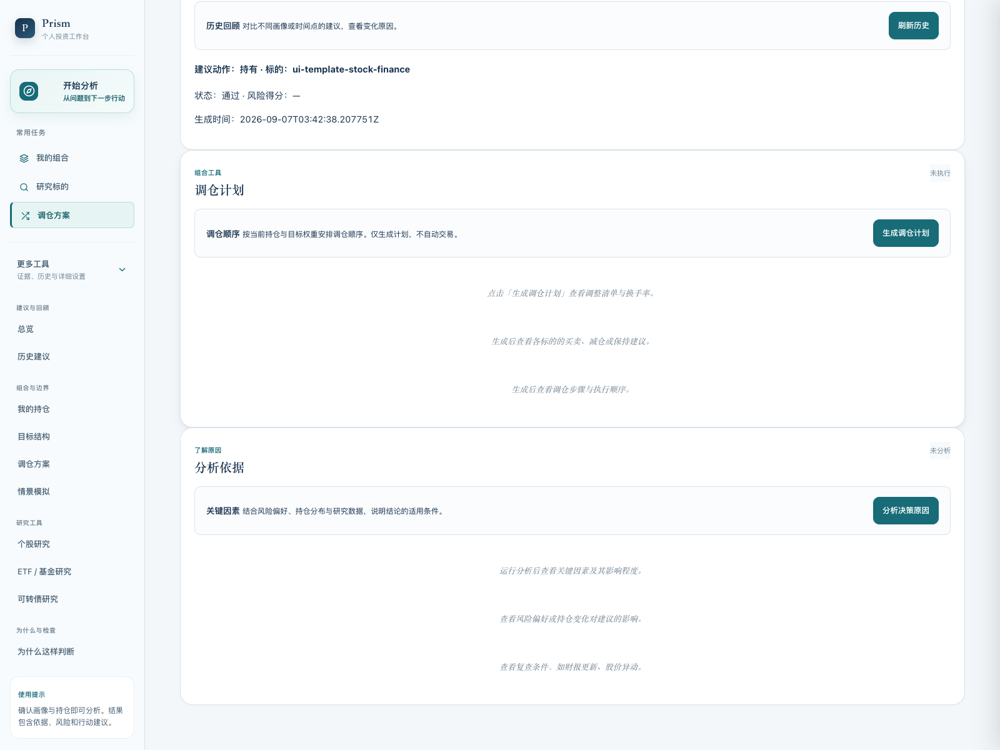 P
Prism
个人投资工作台
开始分析
从问题到下一步行动
常用任务
我的组合
研究标的
调仓方案
更多工具
证据、历史与详细设置
建议与回顾
总览
历史建议
组合与边界
我的持仓
目标结构
调仓方案
情景模拟
研究工具
个股研究
ETF / 基金研究
可转债研究
为什么与检查
为什么这样判断
使用提示
确认画像与持仓即可分析。结果
包含依据、风险和行动建议。
历史回顾 对比不同画像或时间点的建议，查看变化原因。
刷新历史
建议动作：持有 · 标的：ui-template-stock-finance
状态：通过 · 风险得分：—
生成时间：2026-09-07T03:42:38.207751Z
组合工具
未执行
调仓计划
调仓顺序 按当前持仓与目标权重安排调仓顺序。仅生成计划，不自动交易。
生成调仓计划
点击「生成调仓计划」查看调整清单与换手率。
生成后查看各标的的买卖、减仓或保持建议。
生成后查看调仓步骤与执行顺序。
了解原因
未分析
分析依据
关键因素 结合风险偏好、持仓分布与研究数据，说明结论的适用条件。
分析决策原因
运行分析后查看关键因素及其影响程度。
查看风险偏好或持仓变化对建议的影响。
查看复查条件，如财报更新、股价异动。